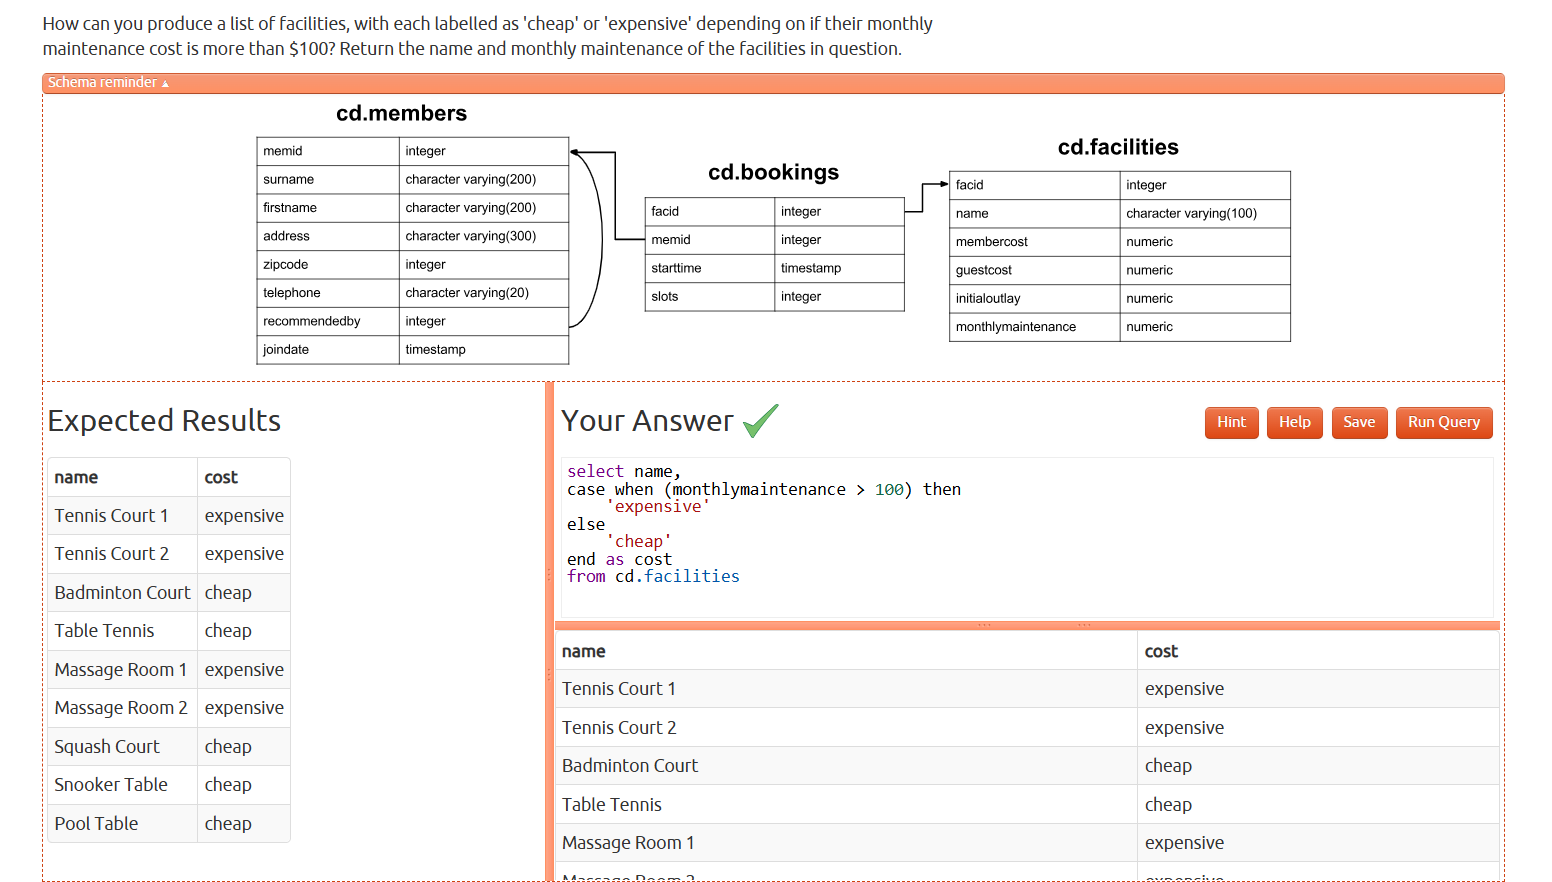 How can you produce a list of facilities, with each labelled as 'cheap' or 'expensive' depending on if their monthly
maintenance cost is more than $100? Return the name and monthly maintenance of the facilities in question.
Schema reminder ▲
cd.members
memid integer
surname character varying(200)
firstname character varying(200)
address character varying(300)
zipcode integer
telephone character varying(20)
recommendedby integer
joindate timestamp
cd.bookings
facid integer
memid integer
starttime timestamp
slots integer
cd.facilities
facid integer
name character varying(100)
membercost numeric
guestcost numeric
initialoutlay numeric
monthlymaintenance numeric
Expected Results
name cost
Tennis Court 1 expensive
Tennis Court 2 expensive
Badminton Court cheap
Table Tennis cheap
Massage Room 1 expensive
Massage Room 2 expensive
Squash Court cheap
Snooker Table cheap
Pool Table cheap
Your Answer
Hint Help Save Run Query
select name,
case when (monthlymaintenance > 100) then
'expensive'
else
'cheap'
end as cost
from cd.facilities
name cost
Tennis Court 1 expensive
Tennis Court 2 expensive
Badminton Court cheap
Table Tennis cheap
Massage Room 1 expensive
Massage Room 2 expensive